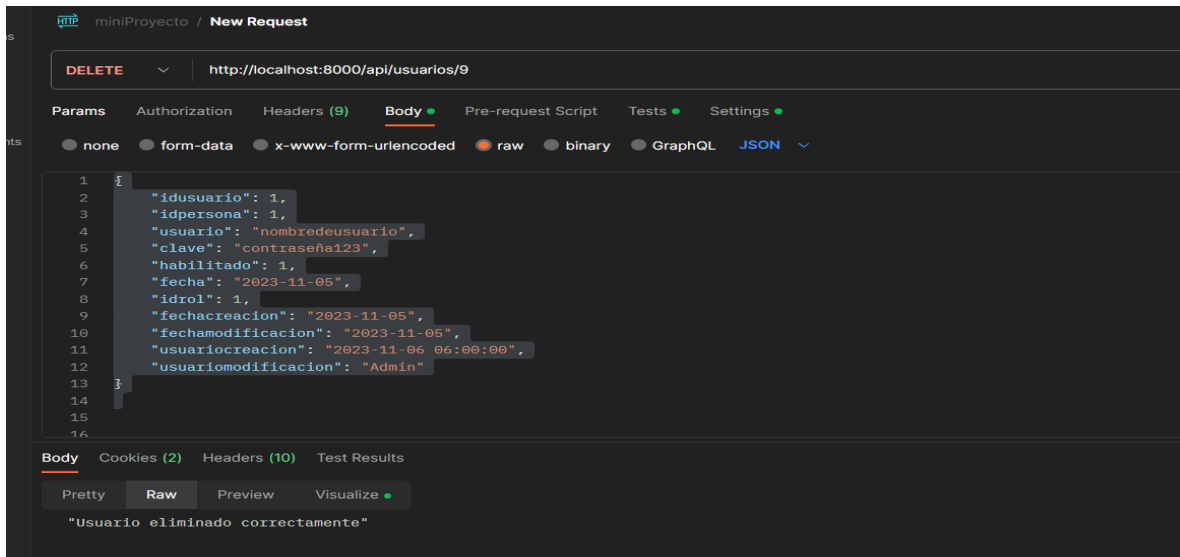 HTTP miniProyecto / New Request
DELETE http://localhost:8000/api/usuarios/9
Params Authorization Headers (9) Body Pre-request Script Tests Settings
none form-data x-www-form-urlencoded raw binary GraphQL JSON
1 {
2 "idusuario": 1,
3 "idpersona": 1,
4 "usuario": "nombredeusuario",
5 "clave": "contraseña123",
6 "habilitado": 1,
7 "fecha": "2023-11-05",
8 "idrol": 1,
9 "fechacreacion": "2023-11-05",
10 "fechamodificacion": "2023-11-05",
11 "usuariocreacion": "2023-11-06 06:00:00",
12 "usuariomodificacion": "Admin"
13 }
14
15
16
Body Cookies (2) Headers (10) Test Results
Pretty Raw Preview Visualize
"Usuario eliminado correctamente"